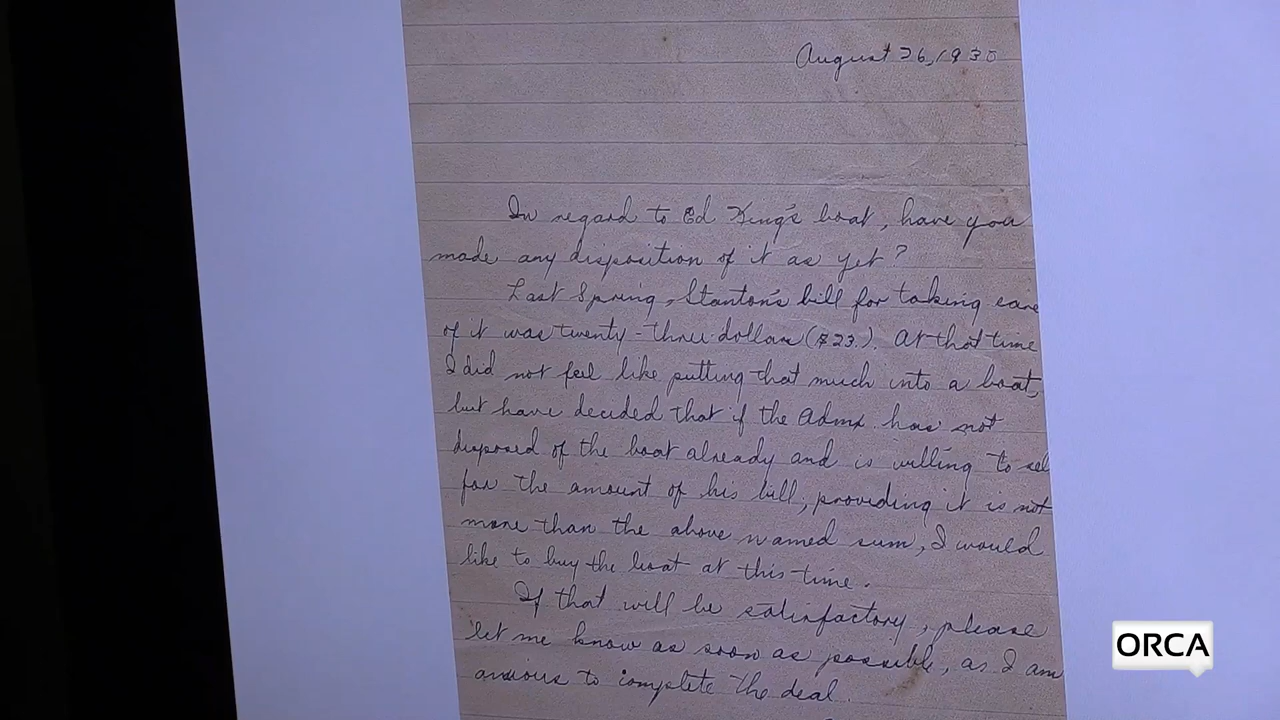 August 26, 1930
In regard to Ed King's boat, have you
made any disposition of it as yet?
Last Spring, Stanton's bill for taking care
of it was twenty-three dollars ($23.). At that time
I did not feel like putting that much into a boat,
but have decided that if the Admx. has not
disposed of the boat already and is willing to sell
for the amount of his bill, providing it is not
more than the above named sum, I would
like to buy the boat at this time.
If that will be satisfactory, please
let me know as soon as possible, as I am
anxious to complete the deal.
ORCA